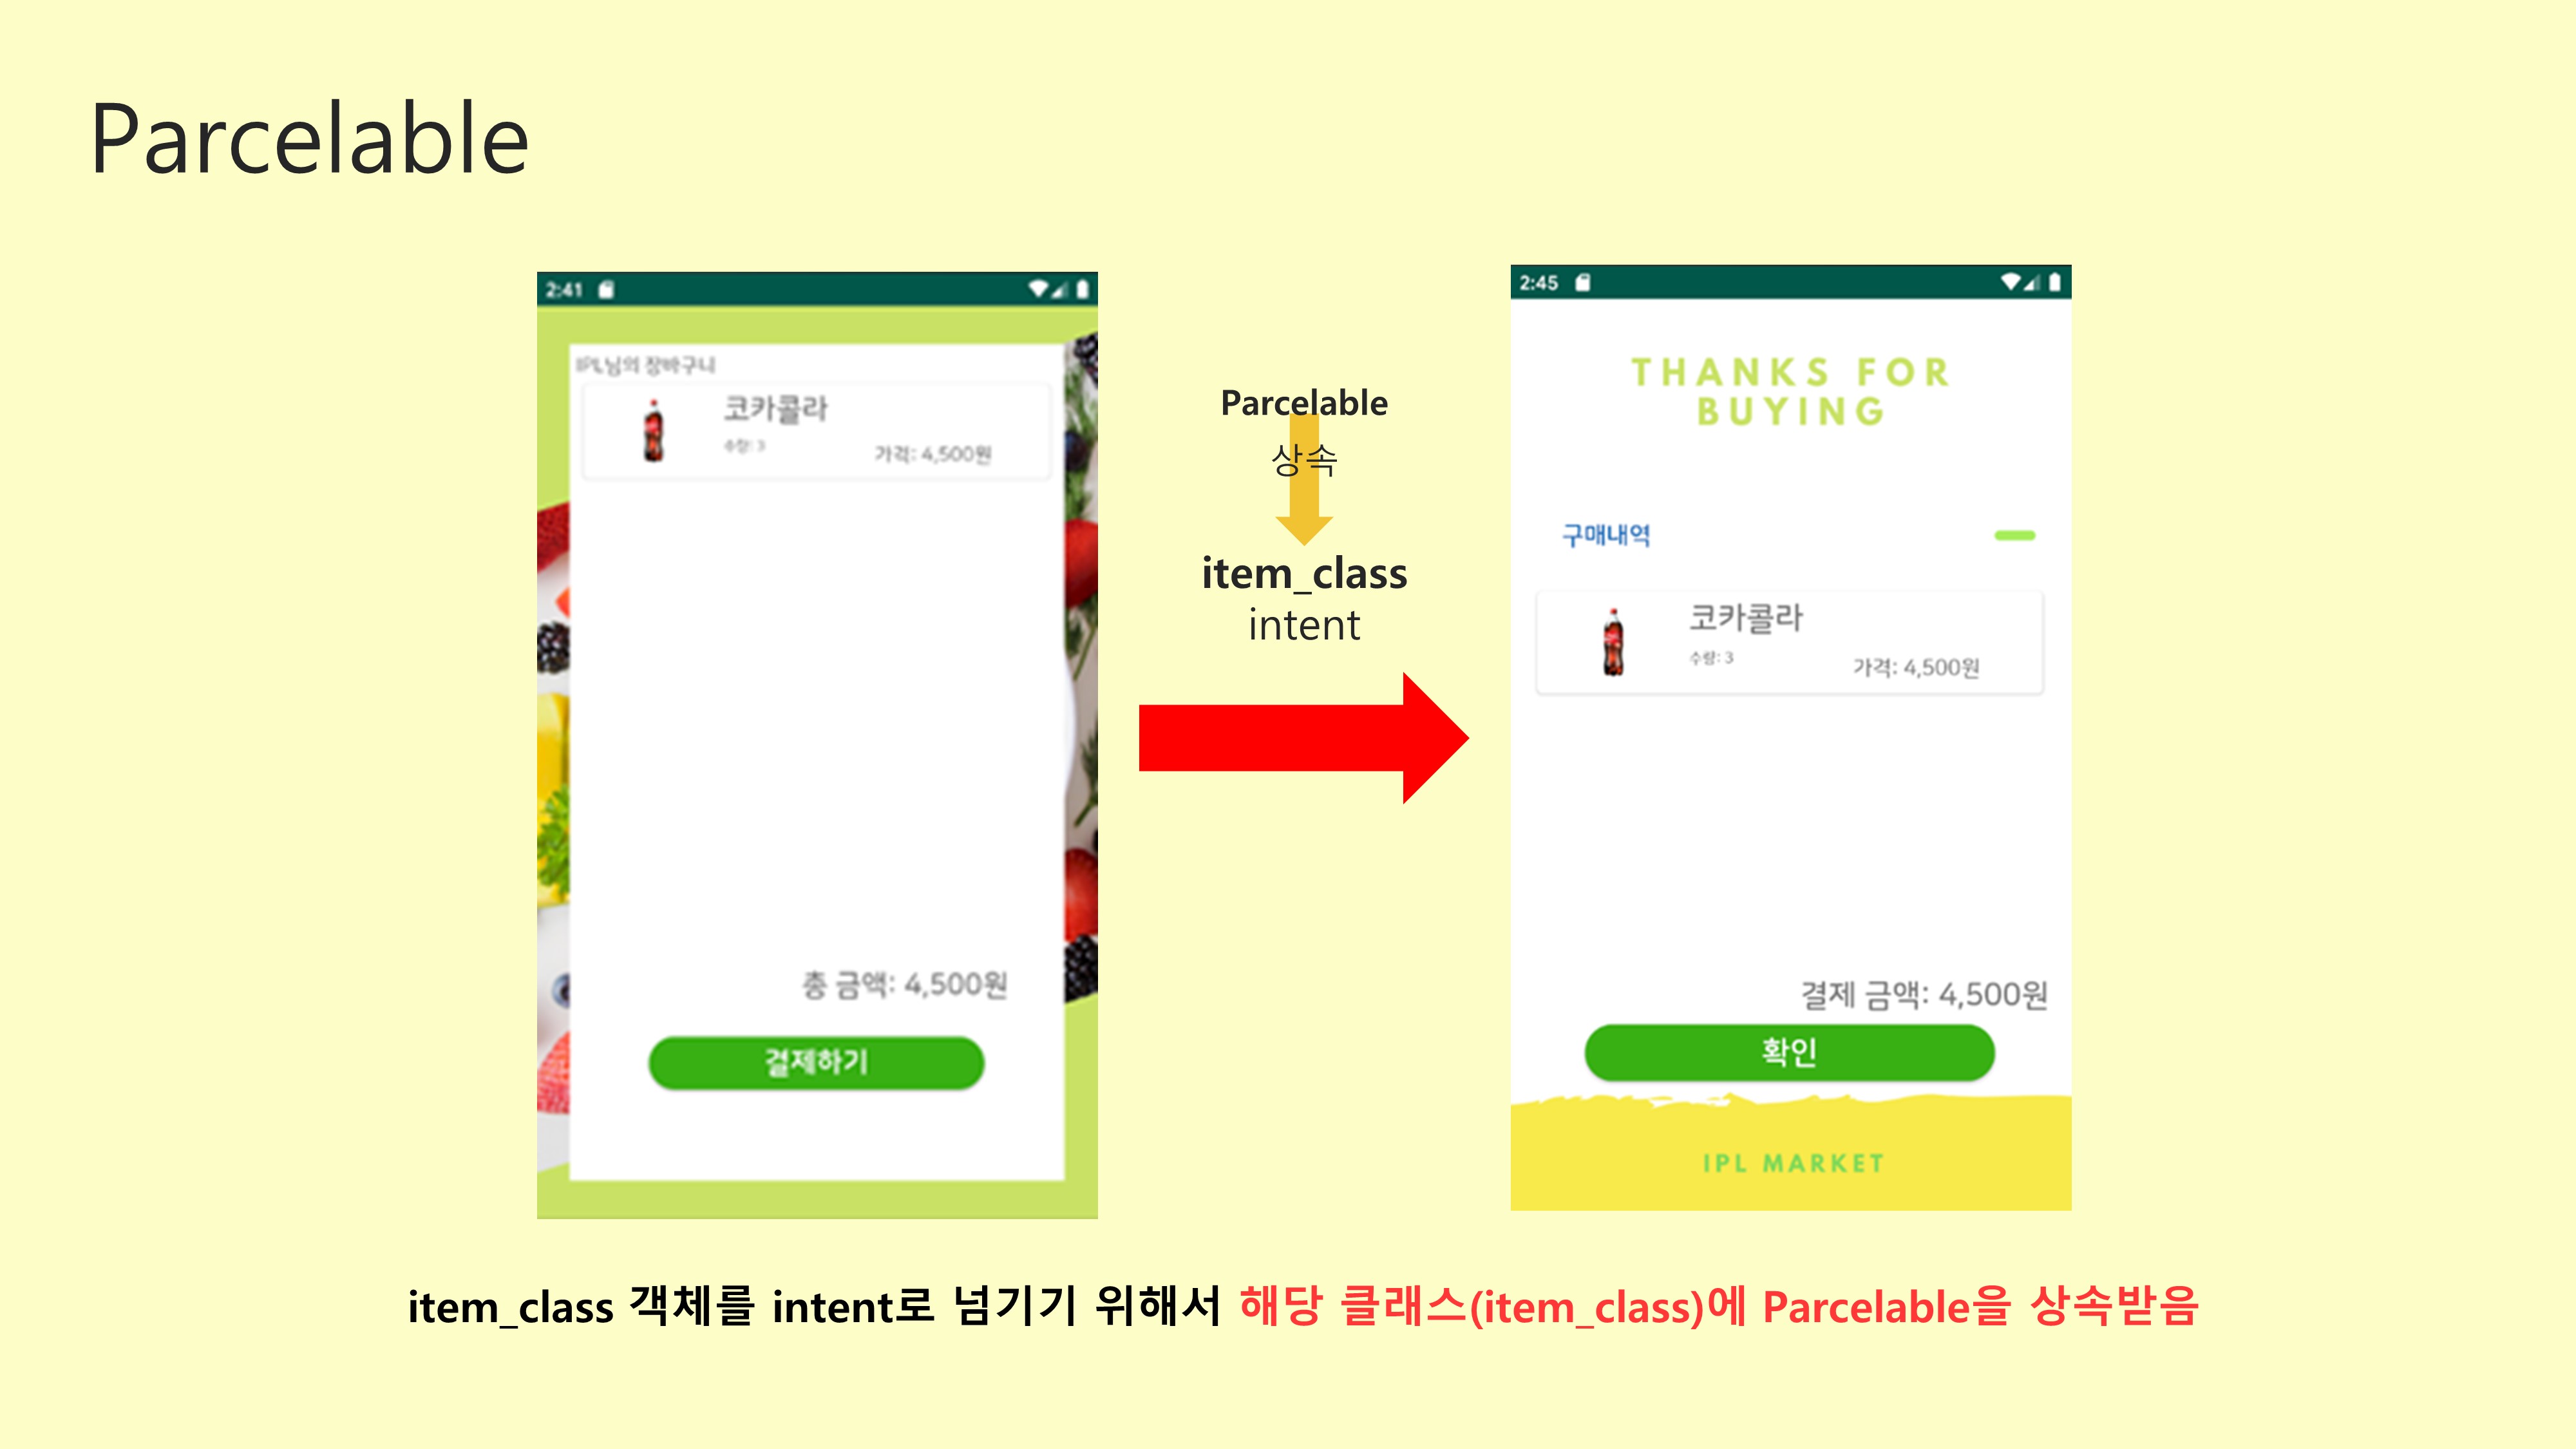 Parcelable
2:41
IPL님의 장바구니
코카콜라
수량: 3
가격: 4,500원
총 금액: 4,500원
결제하기
Parcelable
상속
item_class
intent
2:45
THANKS FOR
BUYING
구매내역
코카콜라
수량: 3
가격: 4,500원
결제 금액: 4,500원
확인
IPL MARKET
item_class 객체를 intent로 넘기기 위해서 해당 클래스(item_class)에 Parcelable을 상속받음